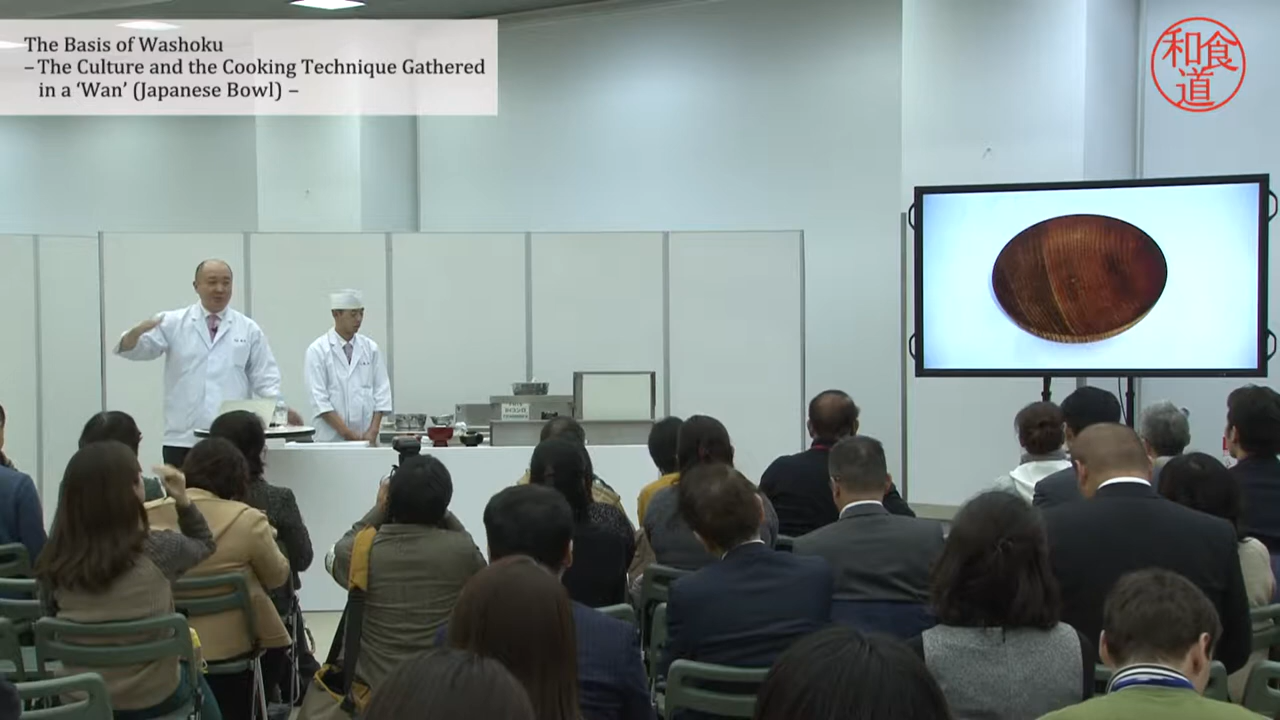 The Basis of Washoku
– The Culture and the Cooking Technique Gathered
in a ‘Wan’ (Japanese Bowl) –
和食
道